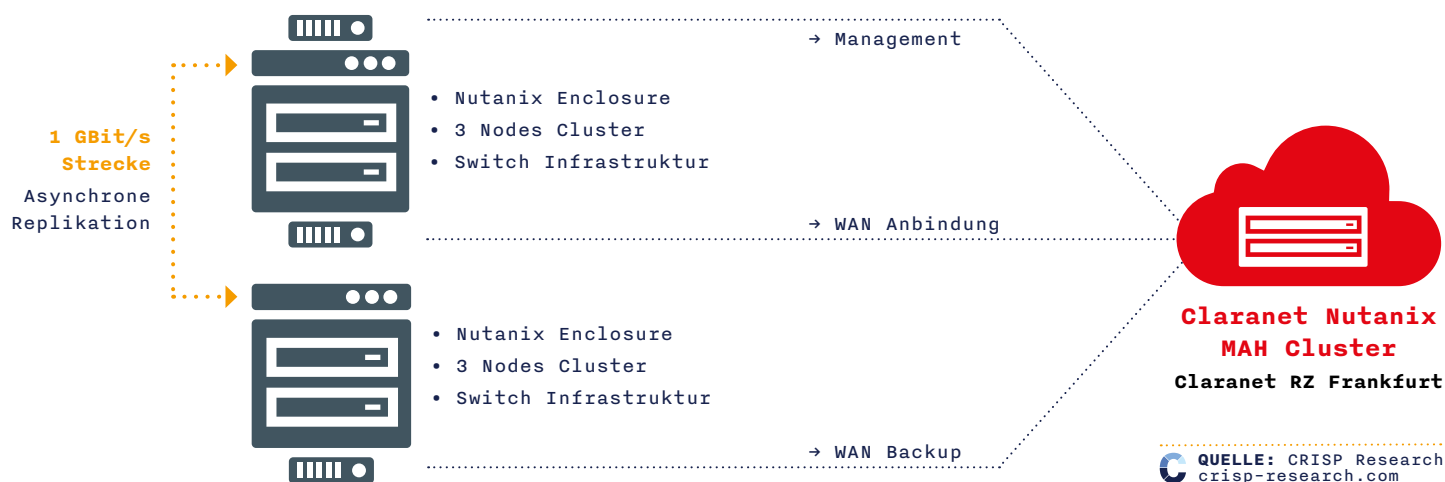 → Management
• Nutanix Enclosure
• 3 Nodes Cluster
• Switch Infrastruktur
1 GBit/s
Strecke
Asynchrone
Replikation
→ WAN Anbindung
• Nutanix Enclosure
• 3 Nodes Cluster
• Switch Infrastruktur
→ WAN Backup
Claranet Nutanix
MAH Cluster
Claranet RZ Frankfurt
QUELLE: CRISP Research
crisp-research.com